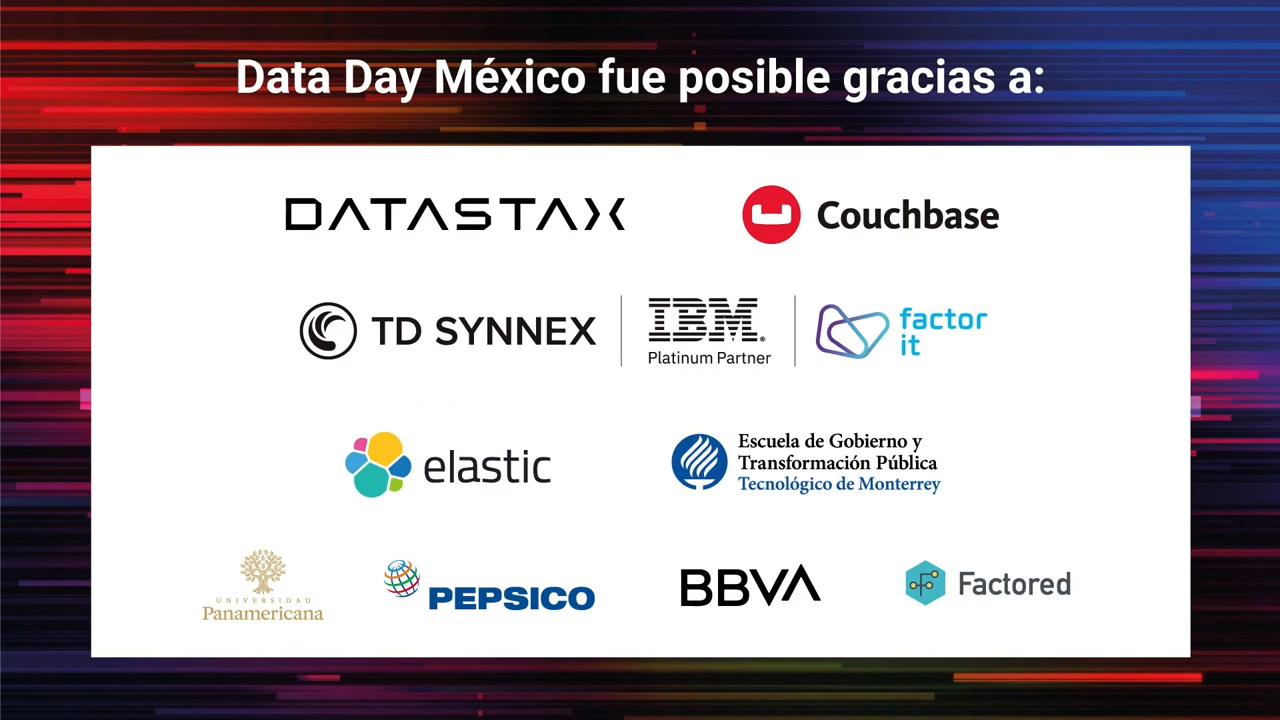 Data Day México fue posible gracias a:
DATASTAX
Couchbase
TD SYNNEX
IBM
Platinum Partner
factor
it
elastic
Escuela de Gobierno y
Transformación Pública
Tecnológico de Monterrey
UNIVERSIDAD
Panamericana
PEPSICO
BBVA
Factored